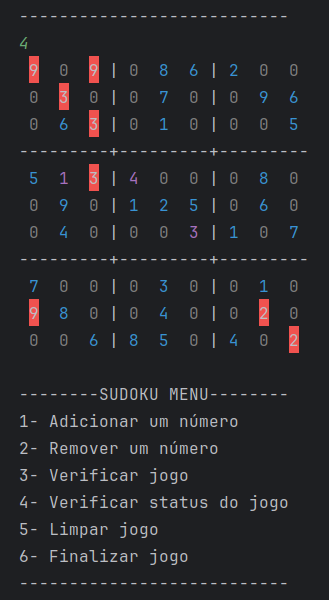 ---------------------------
4
9 0 9 | 0 8 6 | 2 0 0
0 3 0 | 0 7 0 | 0 9 6
0 6 3 | 0 1 0 | 0 0 5
---------+---------+---------
5 1 3 | 4 0 0 | 0 8 0
0 9 0 | 1 2 5 | 0 6 0
0 4 0 | 0 0 3 | 1 0 7
---------+---------+---------
7 0 0 | 0 3 0 | 0 1 0
9 8 0 | 0 4 0 | 0 2 0
0 0 6 | 8 5 0 | 4 0 2
--------SUDOKU MENU--------
1- Adicionar um número
2- Remover um número
3- Verificar jogo
4- Verificar status do jogo
5- Limpar jogo
6- Finalizar jogo
---------------------------